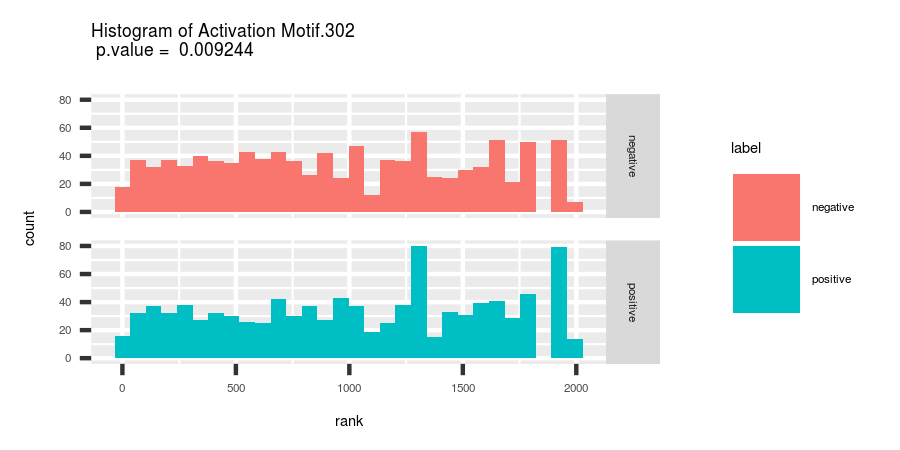 Histogram of Activation Motif.302
p.value = 0.009244
80
60
40
20
0
negative
80
60
40
20
0
positive
count
0 500 1000 1500 2000
rank
label
negative
positive